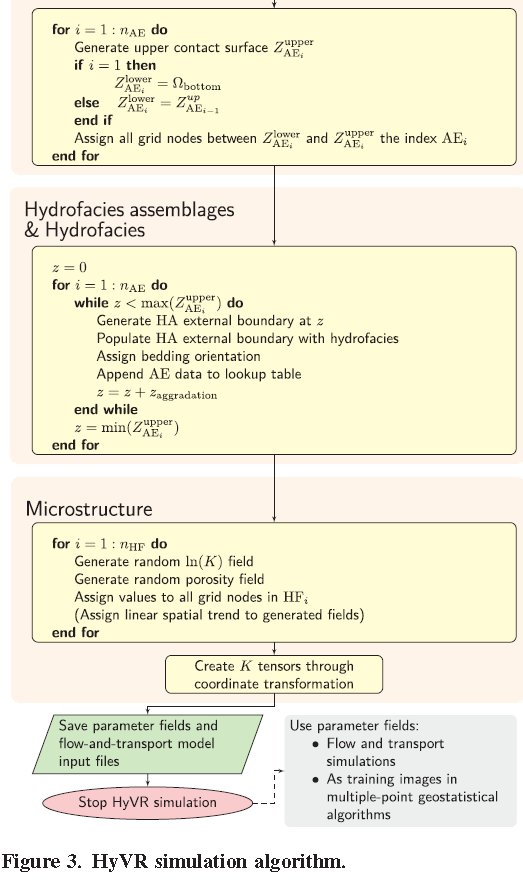 for i = 1 : n_AE do
Generate upper contact surface Z^upper_AE_i
if i = 1 then
Z^lower_AE_i = Ω_bottom
else Z^lower_AE_i = Z^up_AE_i−1
end if
Assign all grid nodes between Z^lower_AE_i and Z^upper_AE_i the index AE_i
end for
Hydrofacies assemblages
& Hydrofacies
z = 0
for i = 1 : n_AE do
while z < max(Z^upper_AE_i) do
Generate HA external boundary at z
Populate HA external boundary with hydrofacies
Assign bedding orientation
Append AE data to lookup table
z = z + z_aggradation
end while
z = min(Z^upper_AE_i)
end for
Microstructure
for i = 1 : n_HF do
Generate random ln(K) field
Generate random porosity field
Assign values to all grid nodes in HF_i
(Assign linear spatial trend to generated fields)
end for
Create K tensors through
coordinate transformation
Save parameter fields and
flow-and-transport model
input files
Stop HyVR simulation
Use parameter fields:
• Flow and transport
simulations
• As training images in
multiple-point geostatistical
algorithms
Figure 3. HyVR simulation algorithm.